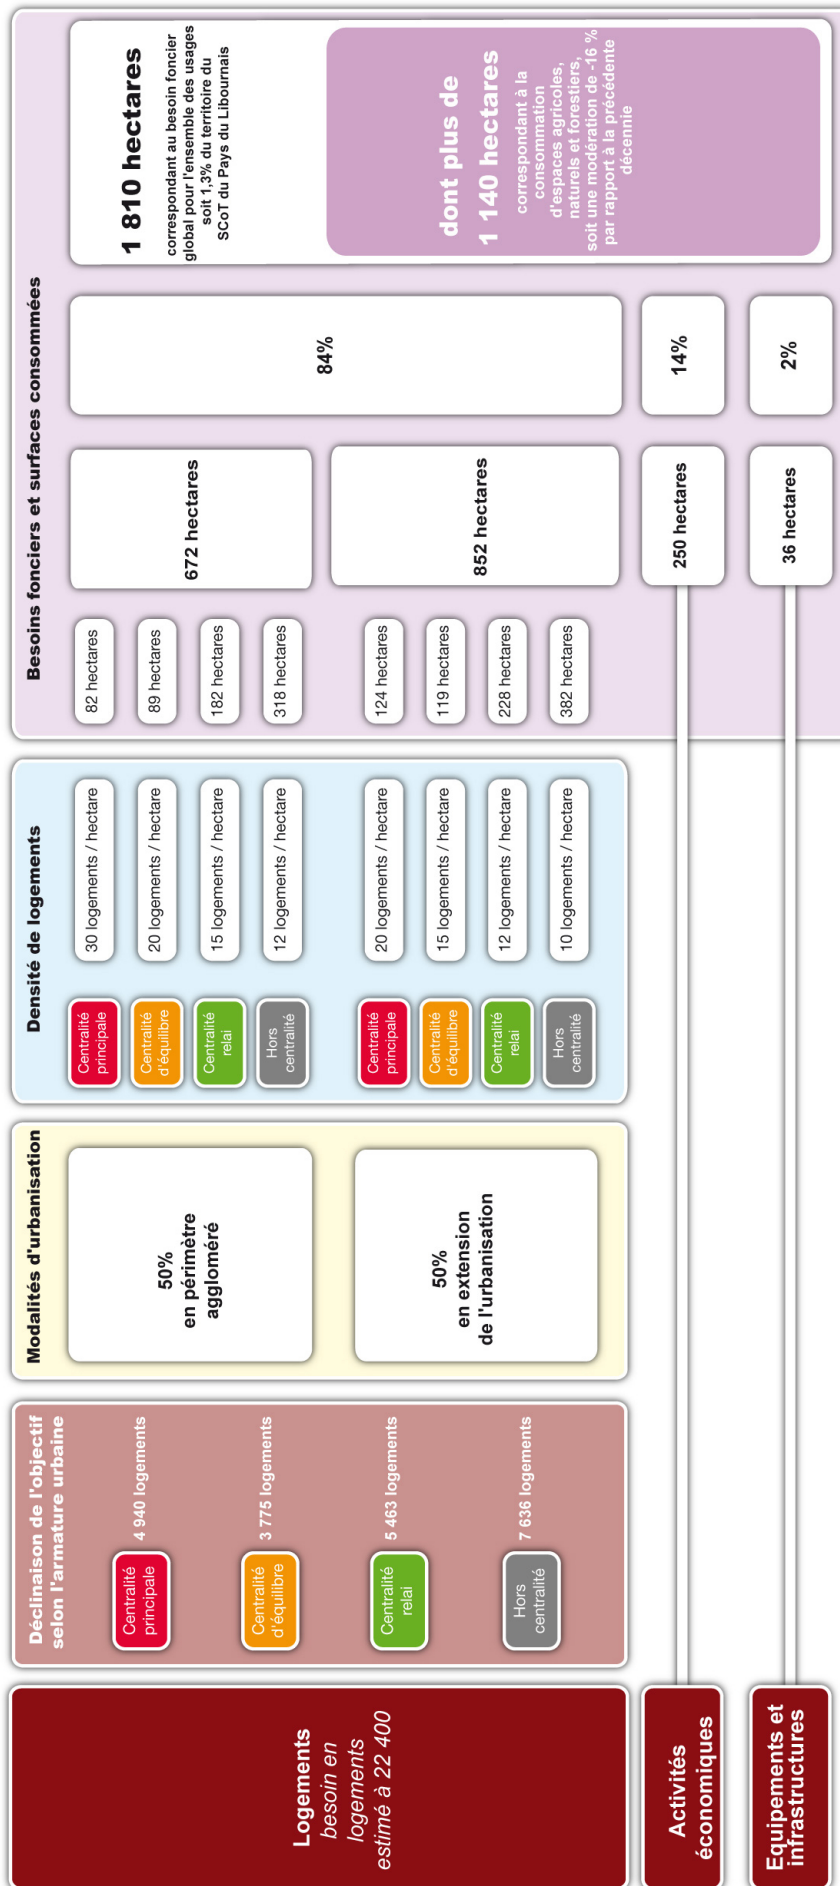 Logements
besoin en
logements
estimé à 22 400
Activités
économiques
Equipements et
infrastructures
Déclinaison de l'objectif
selon l'armature urbaine
Centralité
principale
4 940 logements
Centralité
d'équilibre
3 775 logements
Centralité
relai
5 463 logements
Hors
centralité
7 636 logements
Modalités d'urbanisation
50%
en périmètre
aggloméré
50%
en extension
de l'urbanisation
Densité de logements
Centralité
principale
30 logements / hectare
Centralité
d'équilibre
20 logements / hectare
Centralité
relai
15 logements / hectare
Hors
centralité
12 logements / hectare
Centralité
principale
20 logements / hectare
Centralité
d'équilibre
15 logements / hectare
Centralité
relai
12 logements / hectare
Hors
centralité
10 logements / hectare
Besoins fonciers et surfaces consommées
82 hectares
89 hectares
182 hectares
318 hectares
124 hectares
119 hectares
228 hectares
382 hectares
672 hectares
852 hectares
250 hectares
36 hectares
84%
14%
2%
1 810 hectares
correspondant au besoin foncier
global pour l'ensemble des usages
soit 1,3% du territoire du
SCoT du Pays du Libournais
dont plus de
1 140 hectares
correspondant à la
consommation
d'espaces agricoles,
naturels et forestiers,
soit une modération de -16 %
par rapport à la précédente
décennie